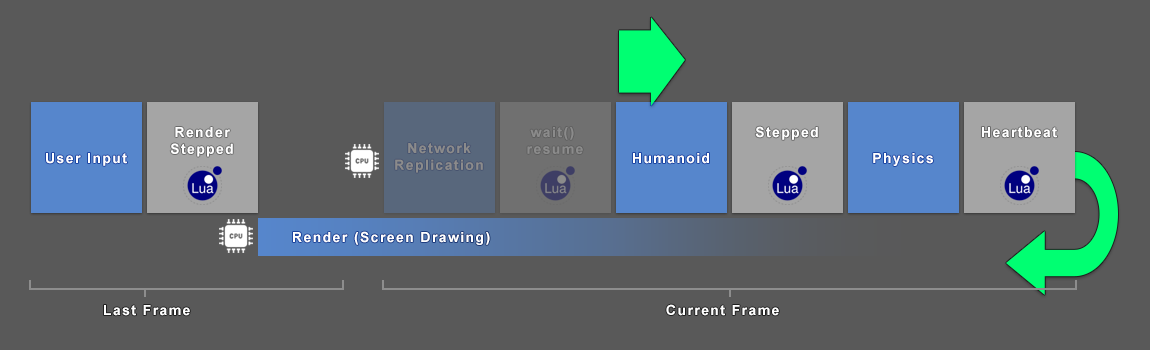 User Input
Render
Stepped
Lua
CPU
Network
Replication
wait()
resume
Lua
Humanoid
Stepped
Lua
Physics
Heartbeat
Lua
CPU
Render (Screen Drawing)
Last Frame
Current Frame